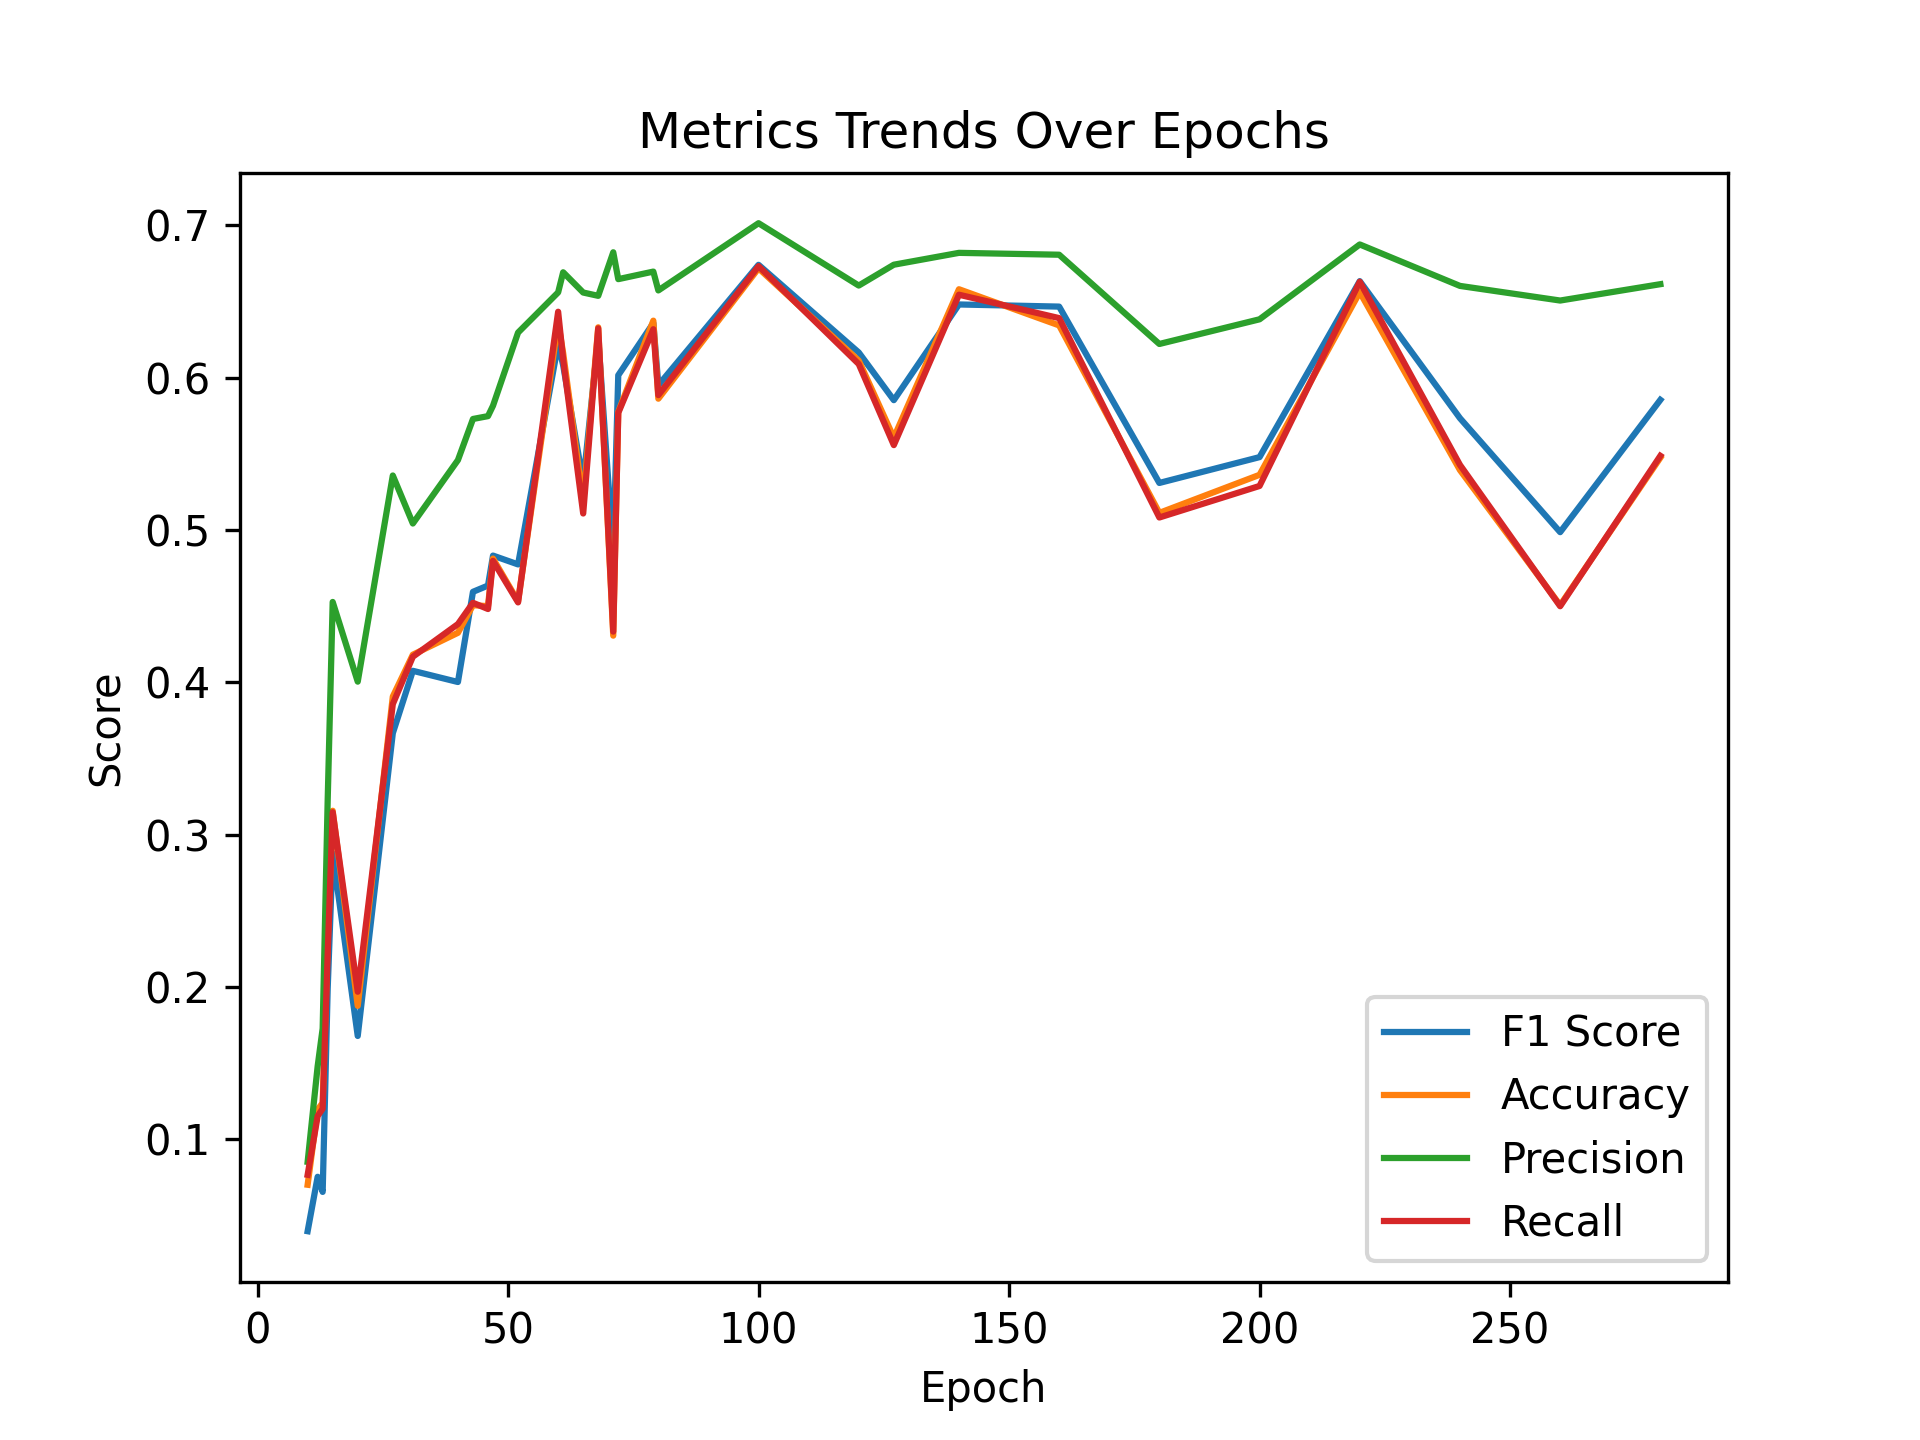 Metrics Trends Over Epochs
0.7
0.6
0.5
0.4
0.3
0.2
0.1
Score
0 50 100 150 200 250
Epoch
F1 Score
Accuracy
Precision
Recall